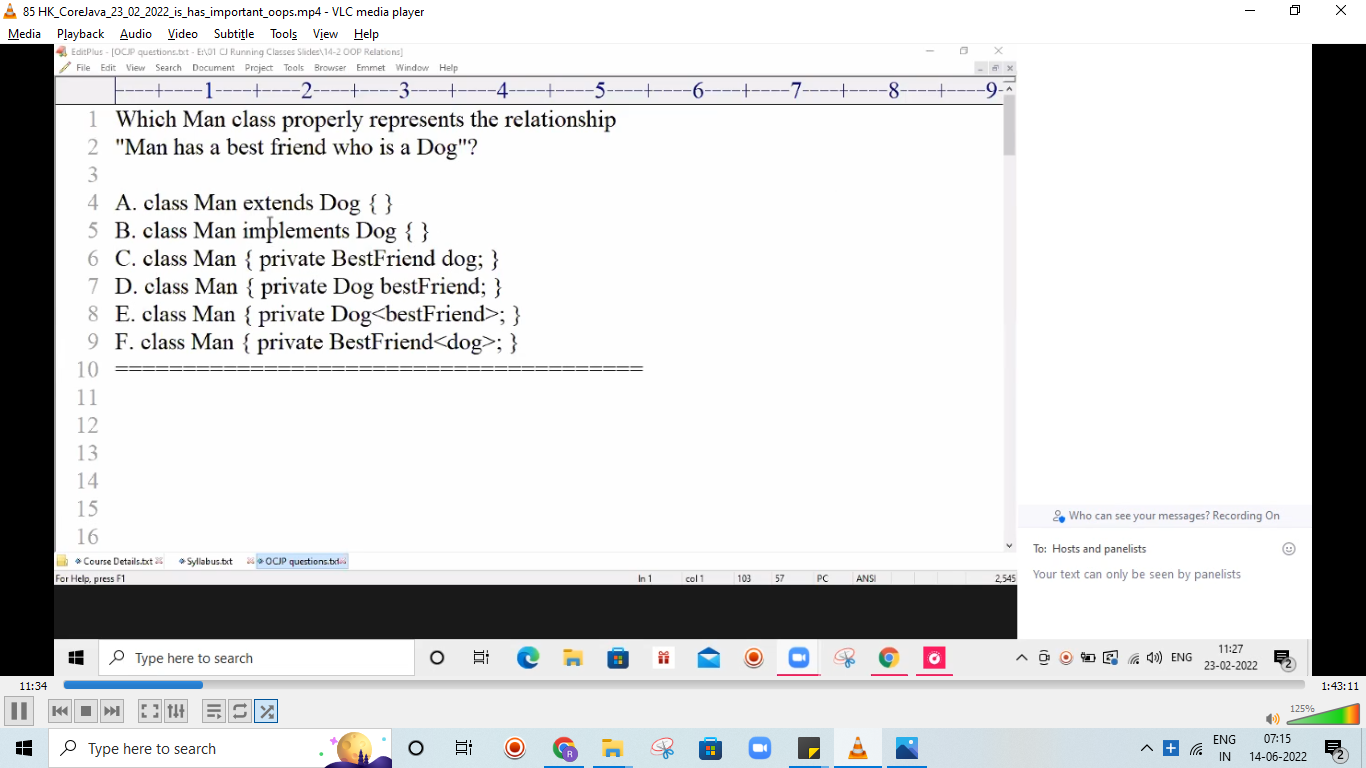 85 HK_CoreJava_23_02_2022_is_has_important_oops.mp4 - VLC media player
Media Playback Audio Video Subtitle Tools View Help
EditPlus - [OCJP questions.txt - E:\01 CJ Running Classes Slides\14-2 OOP Relations]
File Edit View Search Document Project Tools Browser Emmet Window Help
----+----1----+----2----+----3----+----4----+----5----+----6----+----7----+----8----+----9-
1 Which Man class properly represents the relationship
2 "Man has a best friend who is a Dog"?
3
4 A. class Man extends Dog { }
5 B. class Man implements Dog { }
6 C. class Man { private BestFriend dog; }
7 D. class Man { private Dog bestFriend; }
8 E. class Man { private Dog<bestFriend>; }
9 F. class Man { private BestFriend<dog>; }
10 =======================================
11
12
13
14
15
16
Who can see your messages? Recording On
To: Hosts and panelists
Your text can only be seen by panelists
Course Details.txt Syllabus.txt OCJP questions.txt
For Help, press F1 ln 1 col 1 103 57 PC ANSI 2,545
Type here to search ENG 11:27 23-02-2022 2
11:34 1:43:11
125%
Type here to search R ENG IN 07:15 14-06-2022 2